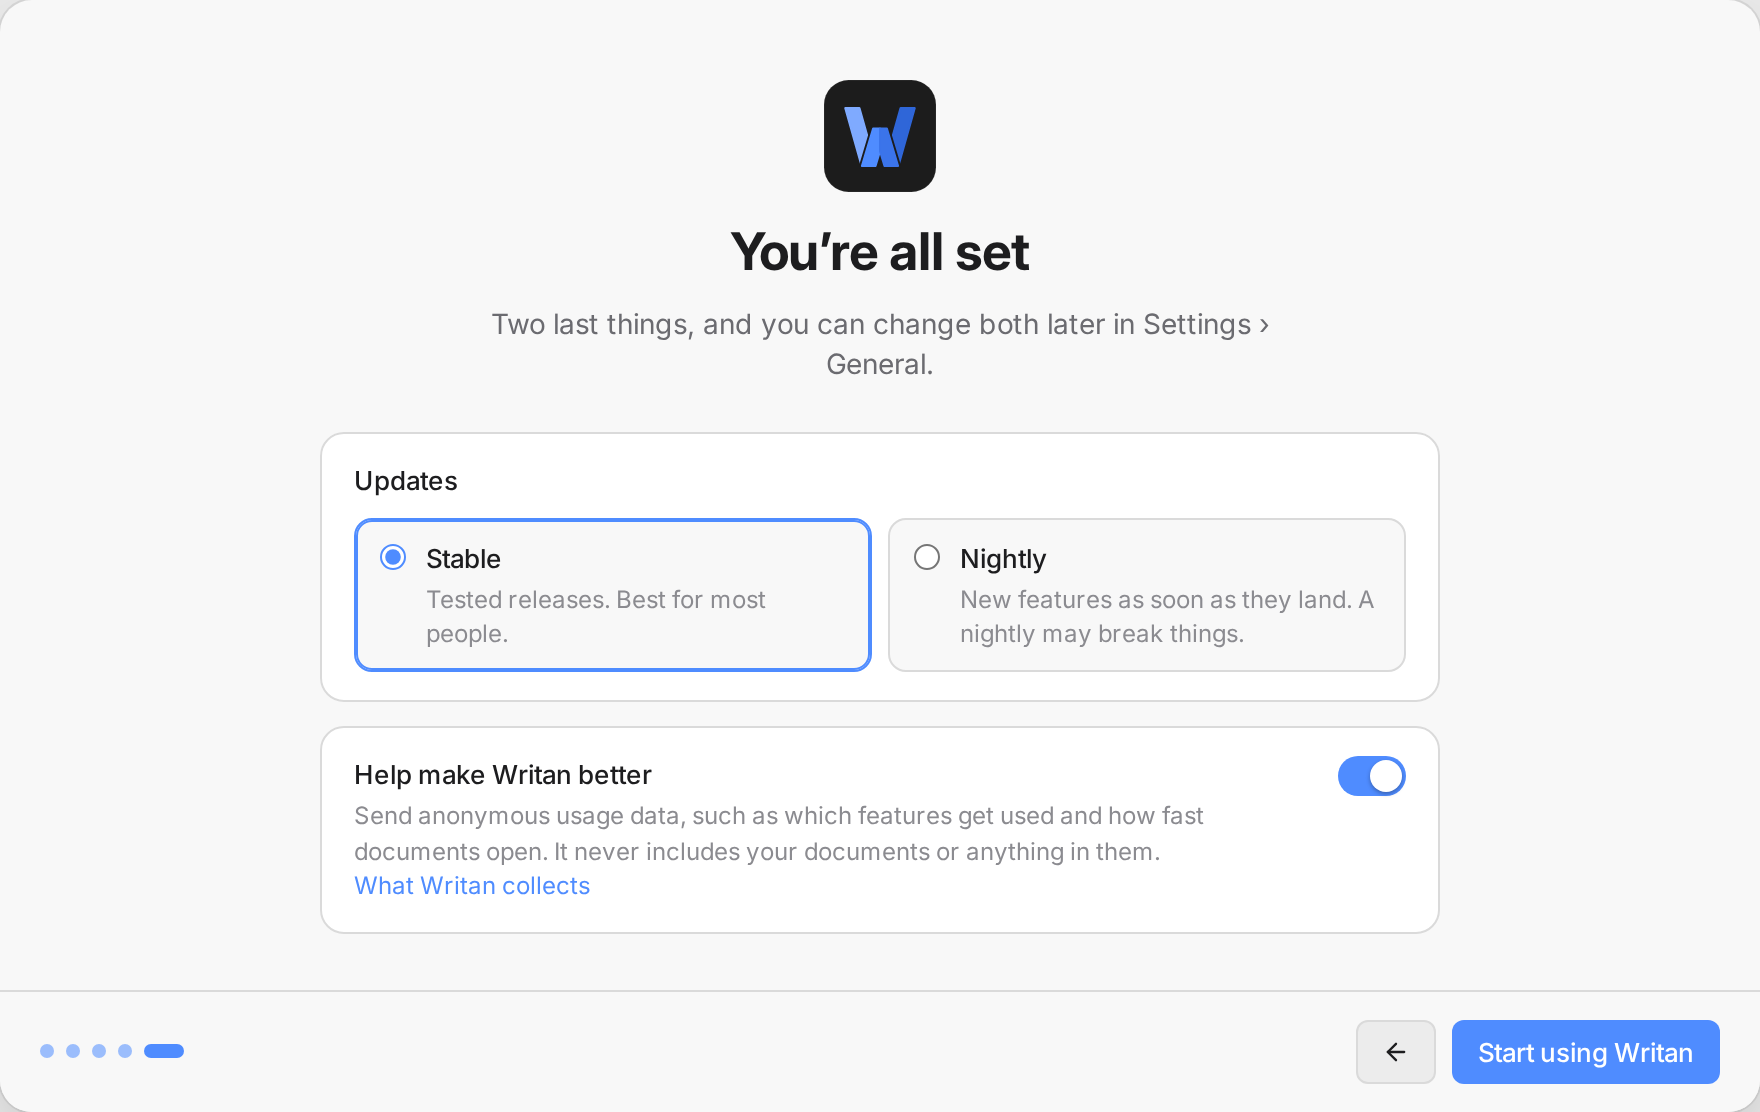 You’re all set
Two last things, and you can change both later in Settings ›
General.
Updates
Stable
Tested releases. Best for most
people.
Nightly
New features as soon as they land. A
nightly may break things.
Help make Writan better
Send anonymous usage data, such as which features get used and how fast
documents open. It never includes your documents or anything in them.
What Writan collects
Start using Writan